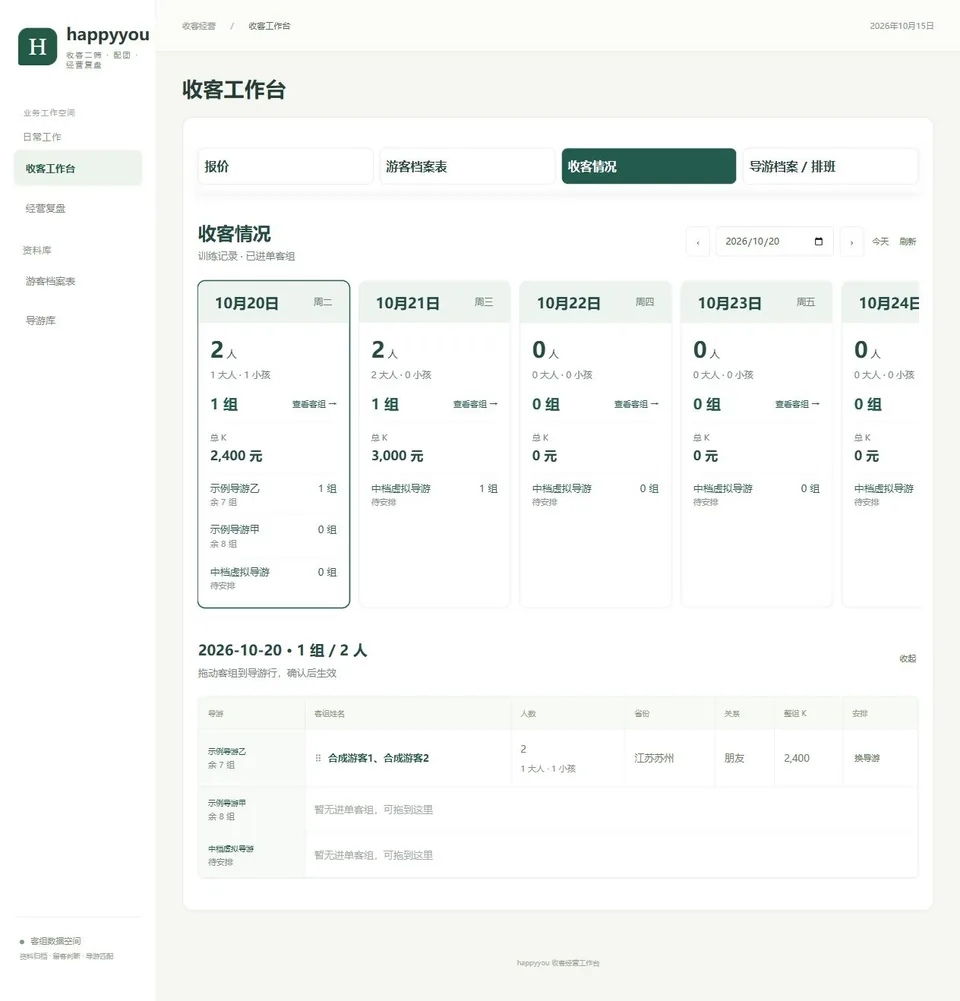 H
happyyou
收客二筛 · 配团 ·
经营复盘
业务工作空间
日常工作
收客工作台
经营复盘
资料库
游客档案表
导游库
客组数据空间
资料归档 · 留客判断 · 导游匹配
收客经营 / 收客工作台
2026年10月15日
收客工作台
报价
游客档案表
收客情况
导游档案 / 排班
收客情况
训练记录 · 已进单客组
‹ 2026/10/20 › 今天 刷新
10月20日 周二
2 人
1 大人 · 1 小孩
1 组 查看客组 →
总 K
2,400 元
示例导游乙 1 组
余 7 组
示例导游甲 0 组
余 8 组
中档虚拟导游 0 组
待安排
10月21日 周三
2 人
2 大人 · 0 小孩
1 组 查看客组 →
总 K
3,000 元
中档虚拟导游 1 组
待安排
10月22日 周四
0 人
0 大人 · 0 小孩
0 组 查看客组 →
总 K
0 元
中档虚拟导游 0 组
待安排
10月23日 周五
0 人
0 大人 · 0 小孩
0 组 查看客组 →
总 K
0 元
中档虚拟导游 0 组
待安排
10月24日
0 人
0 大人 · 0 小孩
0 组
总 K
0 元
中档虚拟导游
待安排
2026-10-20 · 1 组 / 2 人
拖动客组到导游行，确认后生效
收起
导游 客组姓名 人数 省份 关系 整组 K 安排
示例导游乙
余 7 组
合成游客1、合成游客2
2
1 大人 · 1 小孩
江苏苏州
朋友
2,400
换导游
示例导游甲
余 8 组
暂无进单客组，可拖到这里
中档虚拟导游
待安排
暂无进单客组，可拖到这里
happyyou 收客经营工作台